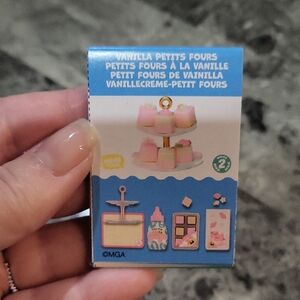 VANILLA PETITS FOURS
PETITS FOURS À LA VANILLE
PETIT FOURS DE VAINILLA
VANILLECREME-PETIT FOURS
2
©MGA